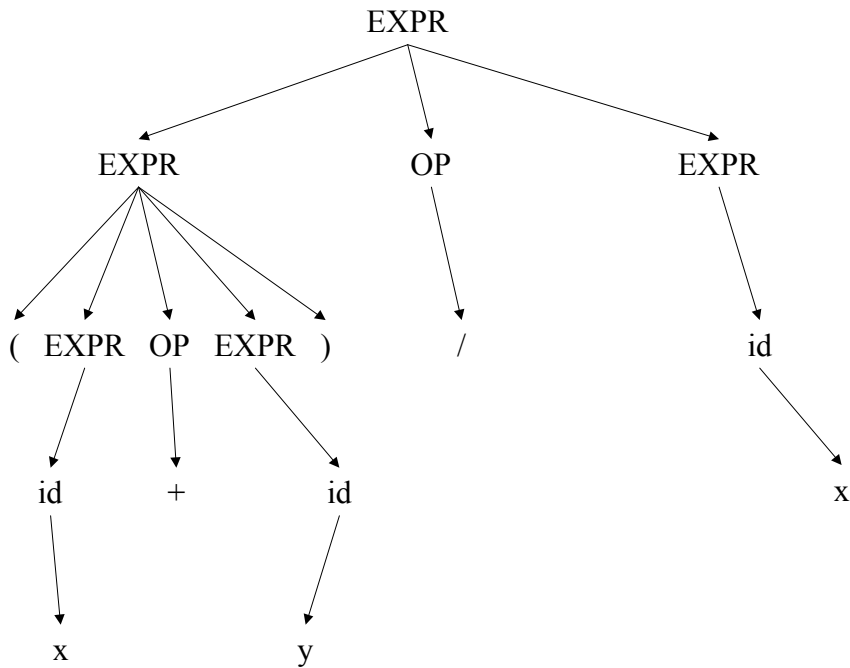 EXPR
EXPR OP EXPR
( EXPR OP EXPR ) / id
id + id x
x y